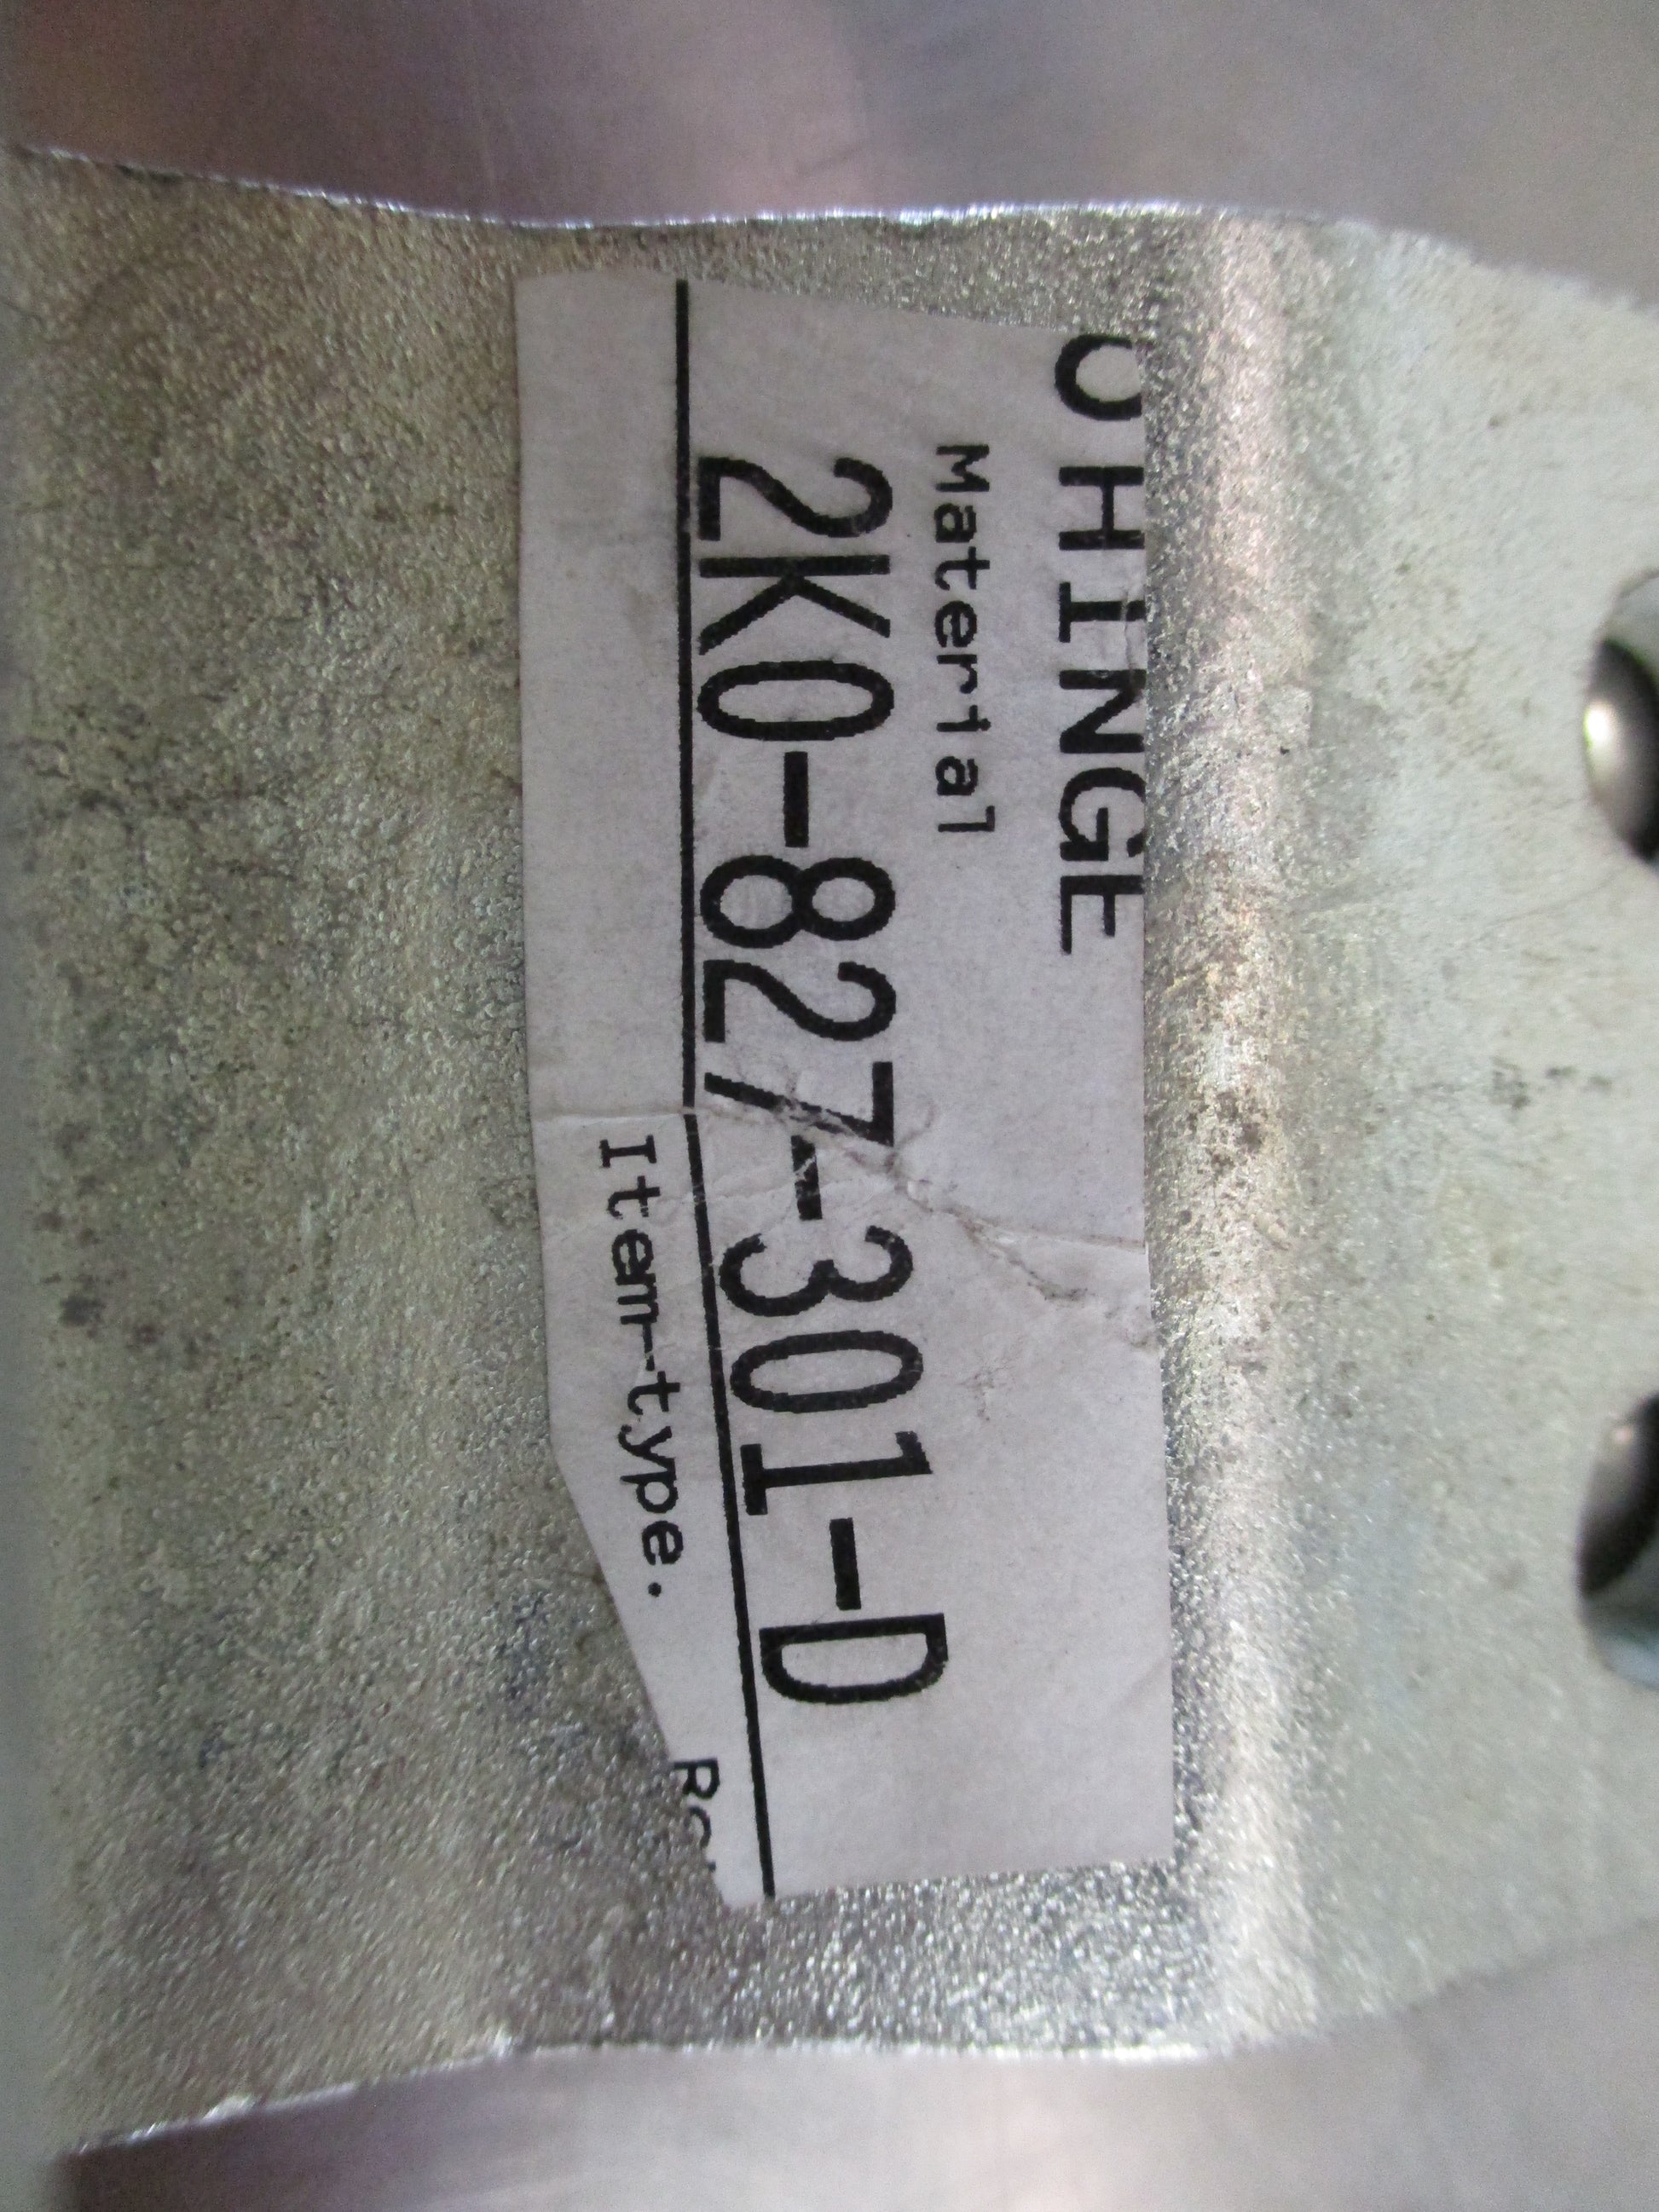 HINGE
Material
2K0-827-301-D
Item-type.